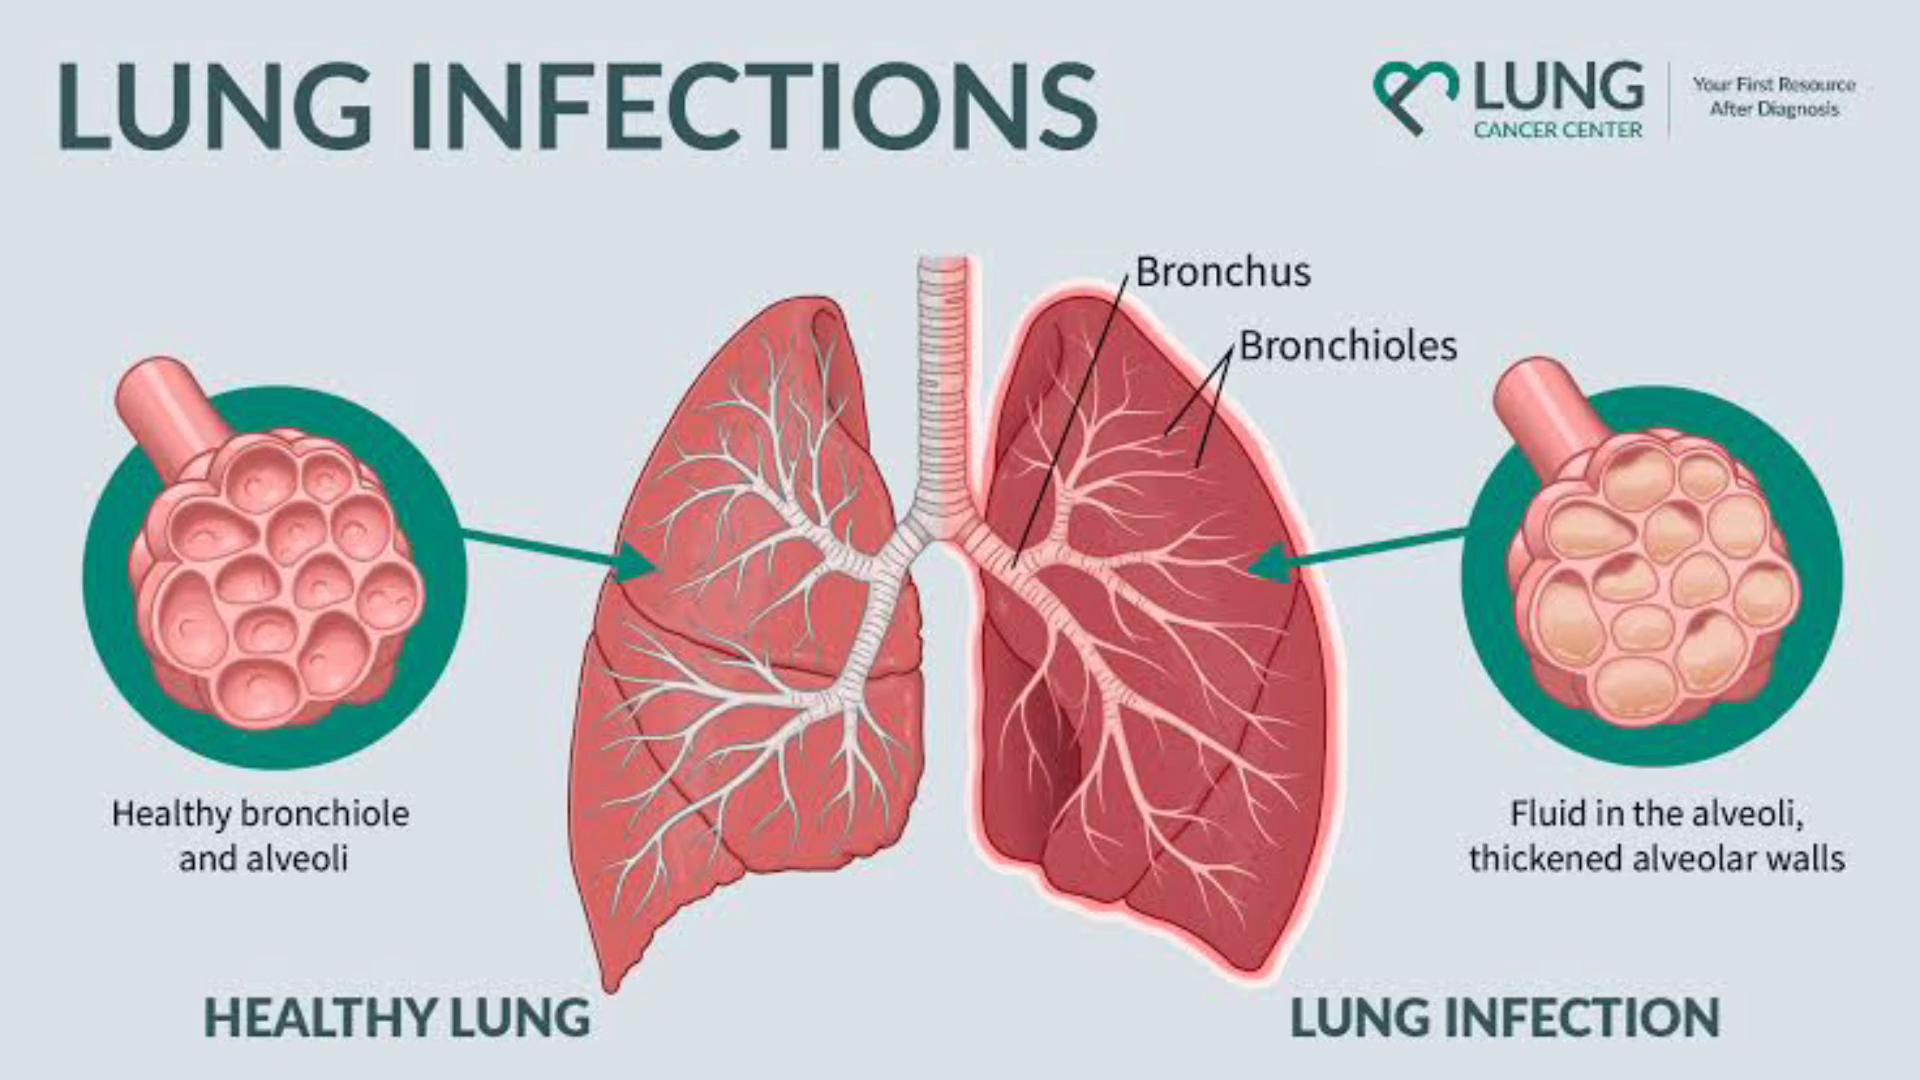 LUNG INFECTIONS
LUNG
CANCER CENTER
Your First Resource
After Diagnosis
Bronchus
Bronchioles
Healthy bronchiole
and alveoli
Fluid in the alveoli,
thickened alveolar walls
HEALTHY LUNG
LUNG INFECTION